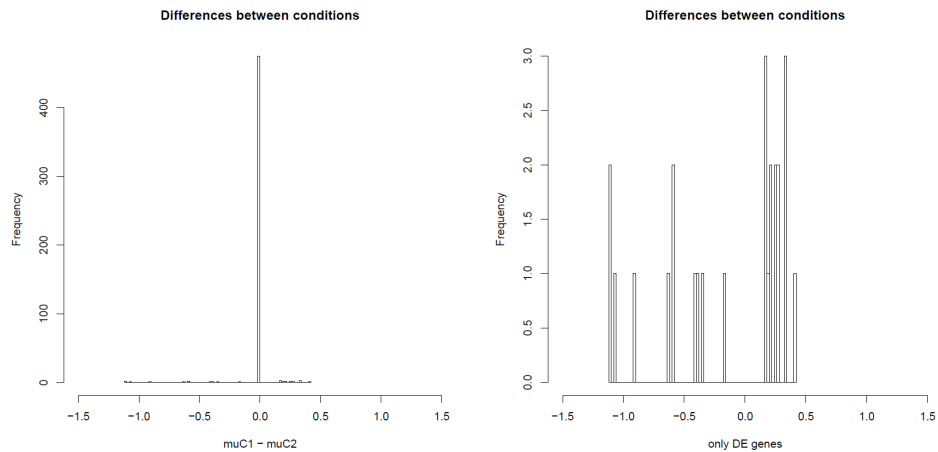 Differences between conditions
Frequency
400
300
200
100
0
−1.5 −1.0 −0.5 0.0 0.5 1.0 1.5
muC1 − muC2
Differences between conditions
Frequency
3.0
2.5
2.0
1.5
1.0
0.5
0.0
−1.5 −1.0 −0.5 0.0 0.5 1.0 1.5
only DE genes